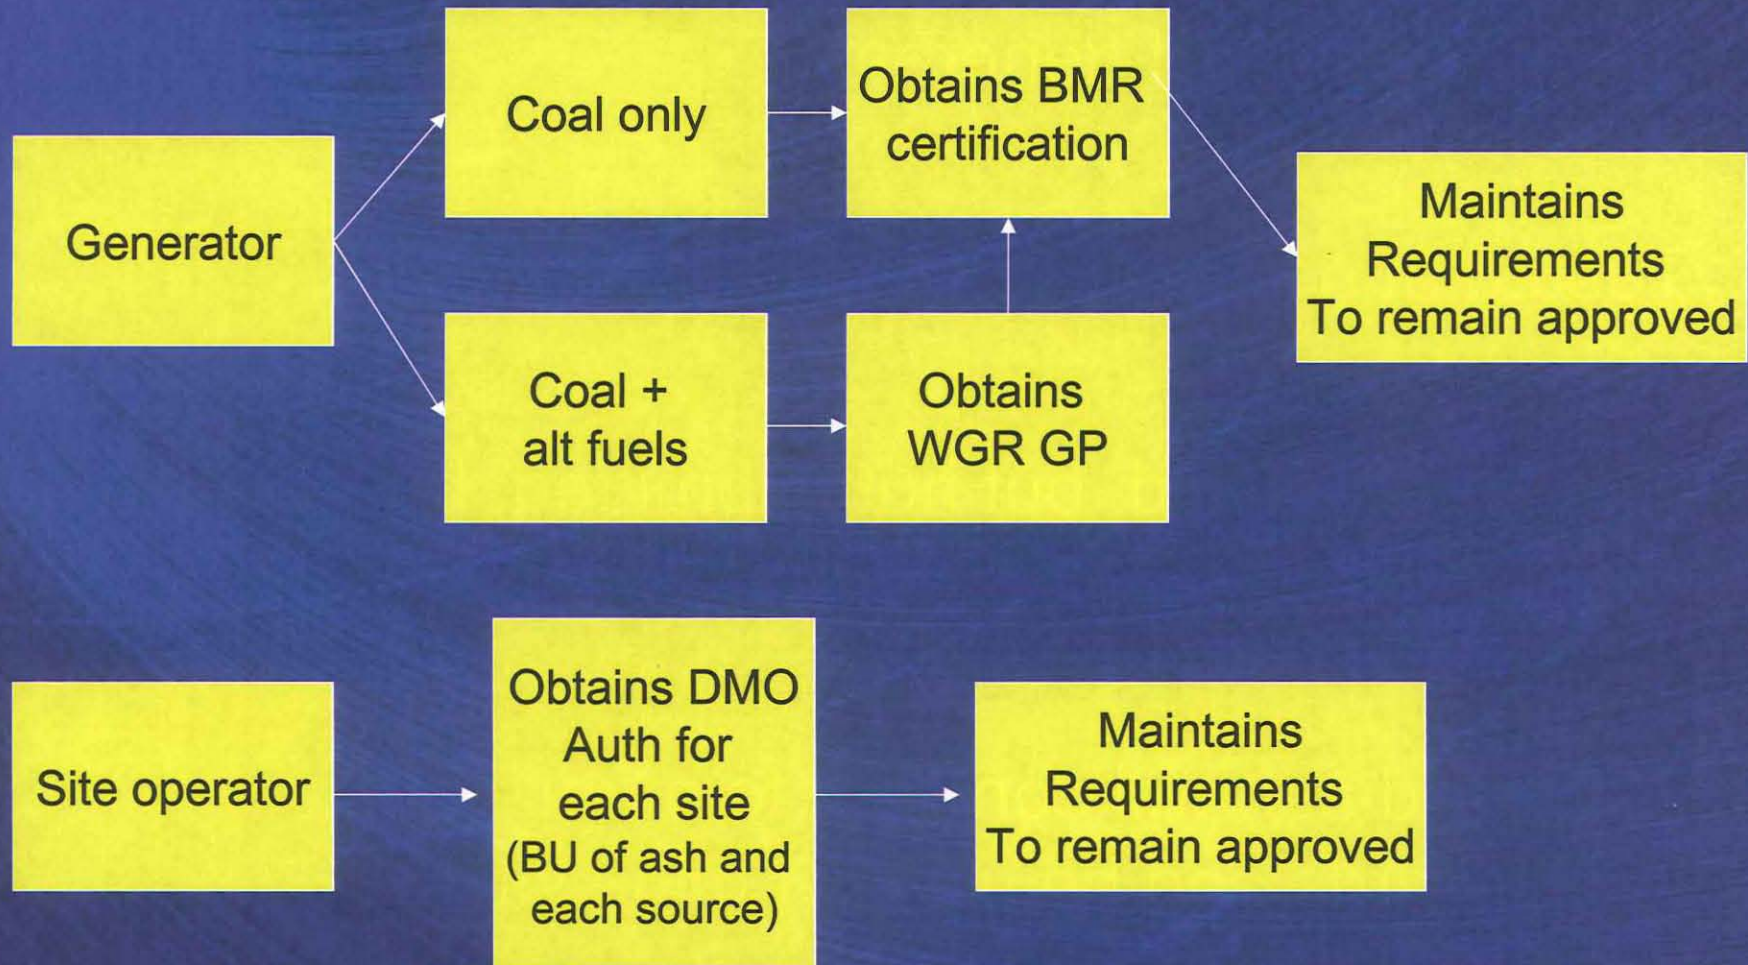 Coal only
Obtains BMR
certification
Generator
Maintains
Requirements
To remain approved
Coal +
alt fuels
Obtains
WGR GP
Site operator
Obtains DMO
Auth for
each site
(BU of ash and
each source)
Maintains
Requirements
To remain approved